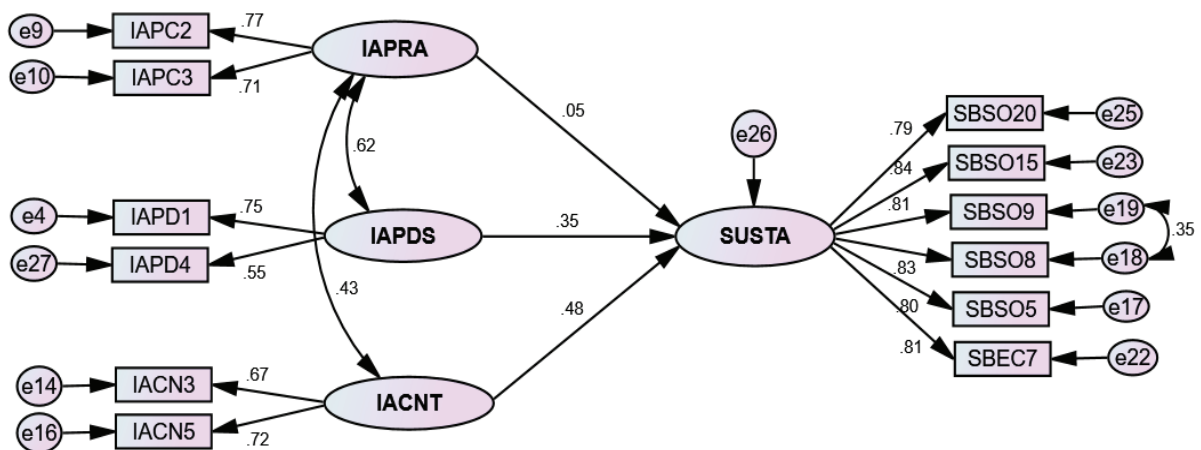 e9 IAPC2 .77 IAPRA
e10 IAPC3 .71
.05
.62
e26
.79 SBSO20 e25
.84 SBSO15 e23
.81 SBSO9 e19
.35
e4 IAPD1 .75 IAPDS .35 SUSTA
e27 IAPD4 .55
.83 SBSO8 e18
.80 SBSO5 e17
.81 SBEC7 e22
.43
.48
e14 IACN3 .67 IACNT
e16 IACN5 .72